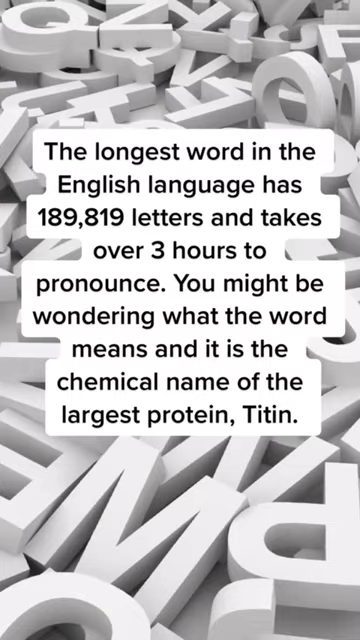 The longest word in the
English language has
189,819 letters and takes
over 3 hours to
pronounce. You might be
wondering what the word
means and it is the
chemical name of the
largest protein, Titin.